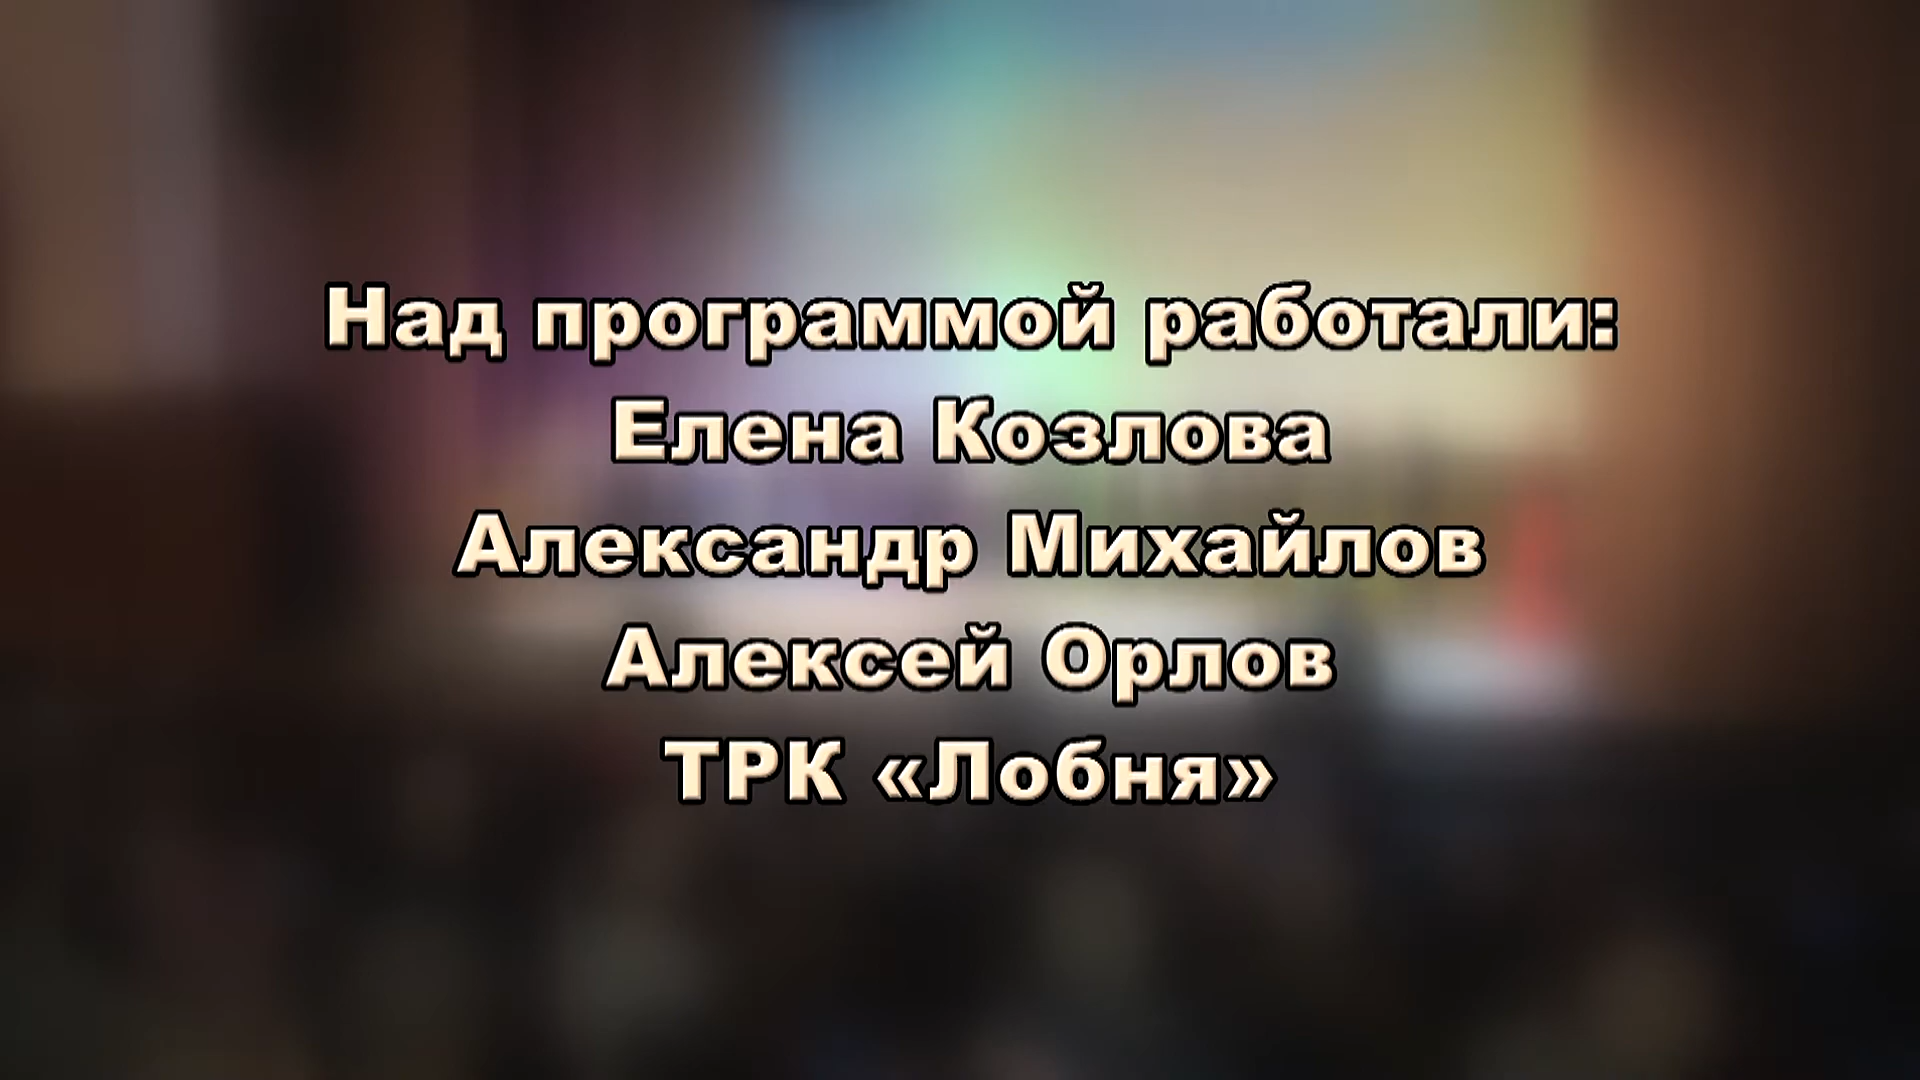 Над программой работали:
Елена Козлова
Александр Михайлов
Алексей Орлов
ТРК «Лобня»